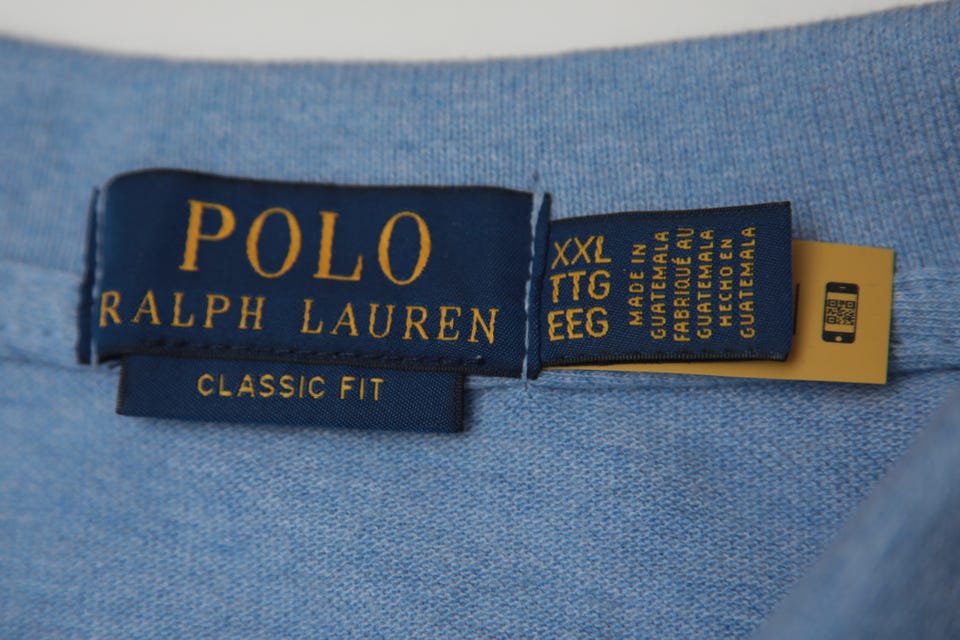 POLO
RALPH LAUREN
CLASSIC FIT
XXL
TTG
EEG
MADE IN
GUATEMALA
FABRIQUÉ AU
GUATEMALA
HECHO EN
GUATEMALA